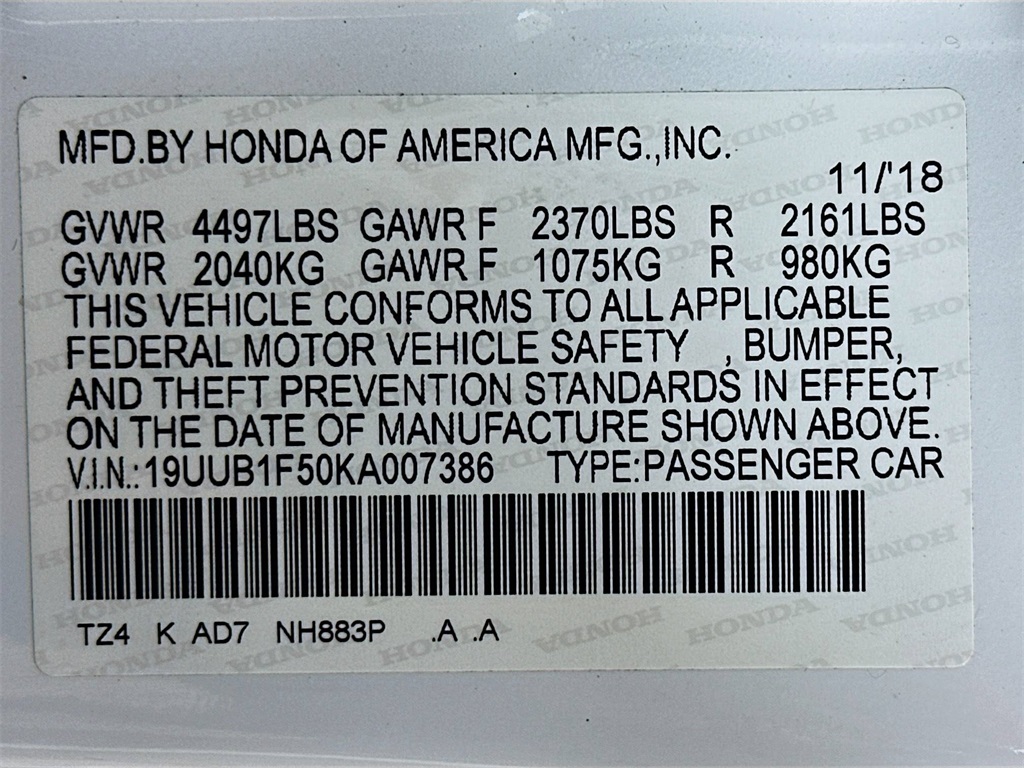 MFD.BY HONDA OF AMERICA MFG.,INC.
11/'18
GVWR 4497LBS GAWR F 2370LBS R 2161LBS
GVWR 2040KG GAWR F 1075KG R 980KG
THIS VEHICLE CONFORMS TO ALL APPLICABLE
FEDERAL MOTOR VEHICLE SAFETY , BUMPER,
AND THEFT PREVENTION STANDARDS IN EFFECT
ON THE DATE OF MANUFACTURE SHOWN ABOVE.
V.I.N.:19UUB1F50KA007386 TYPE:PASSENGER CAR
TZ4 K AD7 NH883P .A .A